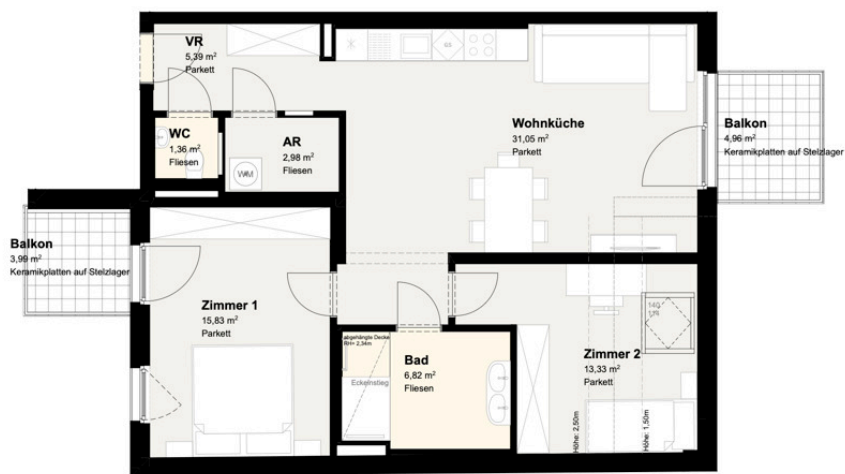 VR
5,39 m²
Parkett
WC
1,36 m²
Fliesen
AR
2,98 m²
Fliesen
WM
Wohnküche
31,05 m²
Parkett
Balkon
4,96 m²
Keramikplatten auf Stelzlager
Balkon
3,99 m²
Keramikplatten auf Stelzlager
Zimmer 1
15,83 m²
Parkett
abgehängte Decke
RH= 2,34m
Eckeinstieg
Bad
6,82 m²
Fliesen
Zimmer 2
13,33 m²
Parkett
Höhe: 2,50m
Höhe: 1,50m